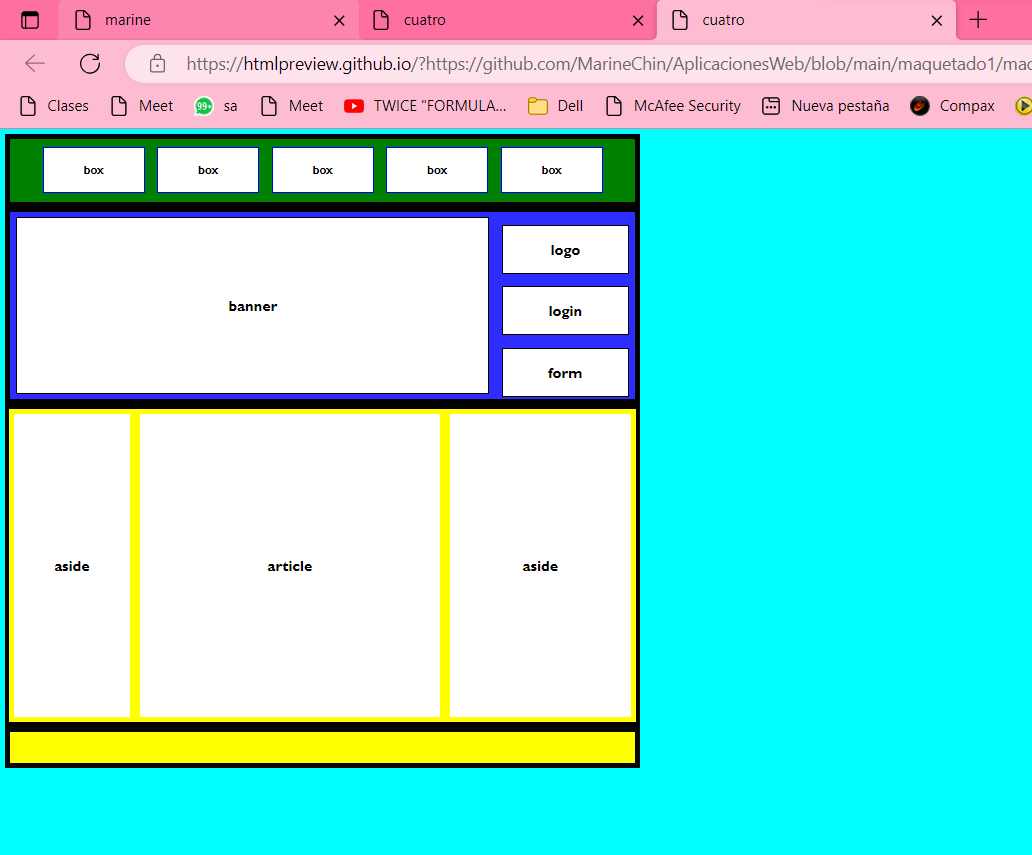 marine cuatro cuatro
https://htmlpreview.github.io/?https://github.com/MarineChin/AplicacionesWeb/blob/main/maquetado1/mac
Clases Meet 99+ sa Meet TWICE "FORMULA... Dell McAfee Security Nueva pestaña Compax
box box box box box
logo
banner
login
form
aside article aside